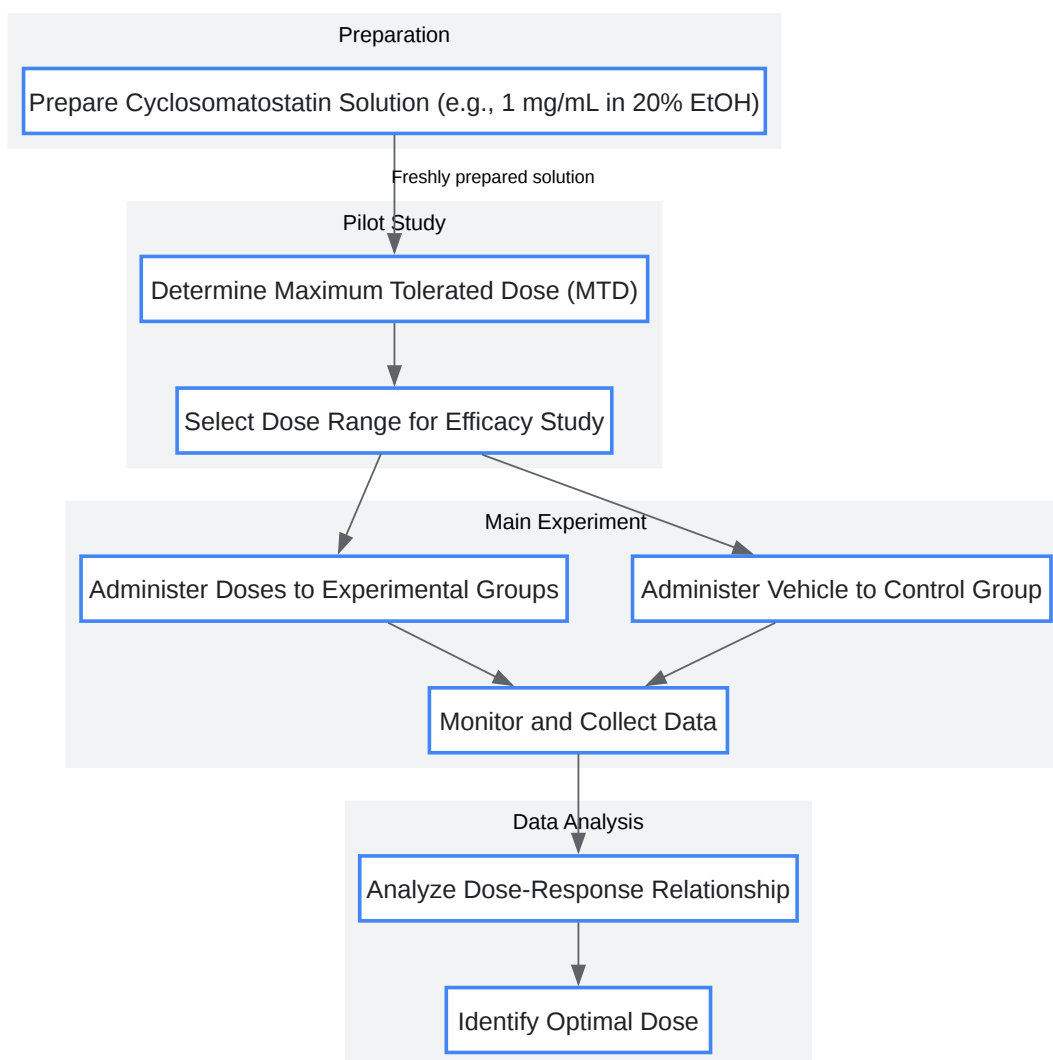 Preparation
Prepare Cyclosomatostatin Solution (e.g., 1 mg/mL in 20% EtOH)
Freshly prepared solution
Pilot Study
Determine Maximum Tolerated Dose (MTD)
Select Dose Range for Efficacy Study
Main Experiment
Administer Doses to Experimental Groups
Administer Vehicle to Control Group
Monitor and Collect Data
Data Analysis
Analyze Dose-Response Relationship
Identify Optimal Dose